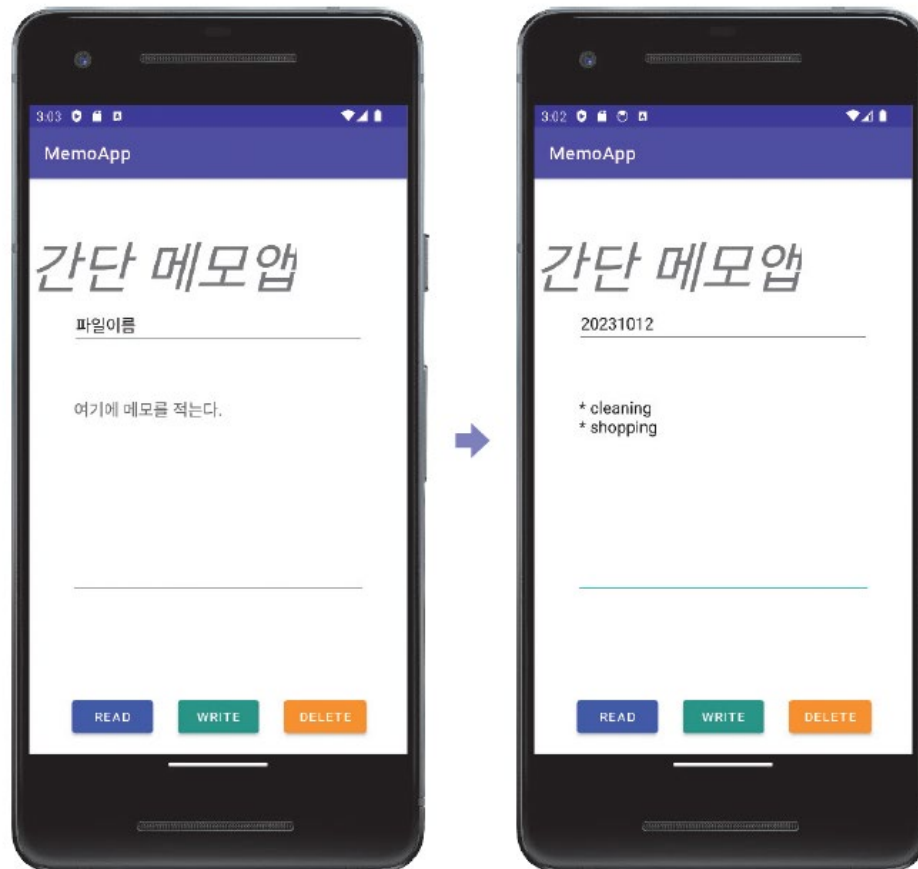 3:03
MemoApp
간단 메모앱
파일이름
여기에 메모를 적는다.
READ WRITE DELETE
3:02
MemoApp
간단 메모앱
20231012
* cleaning
* shopping
READ WRITE DELETE